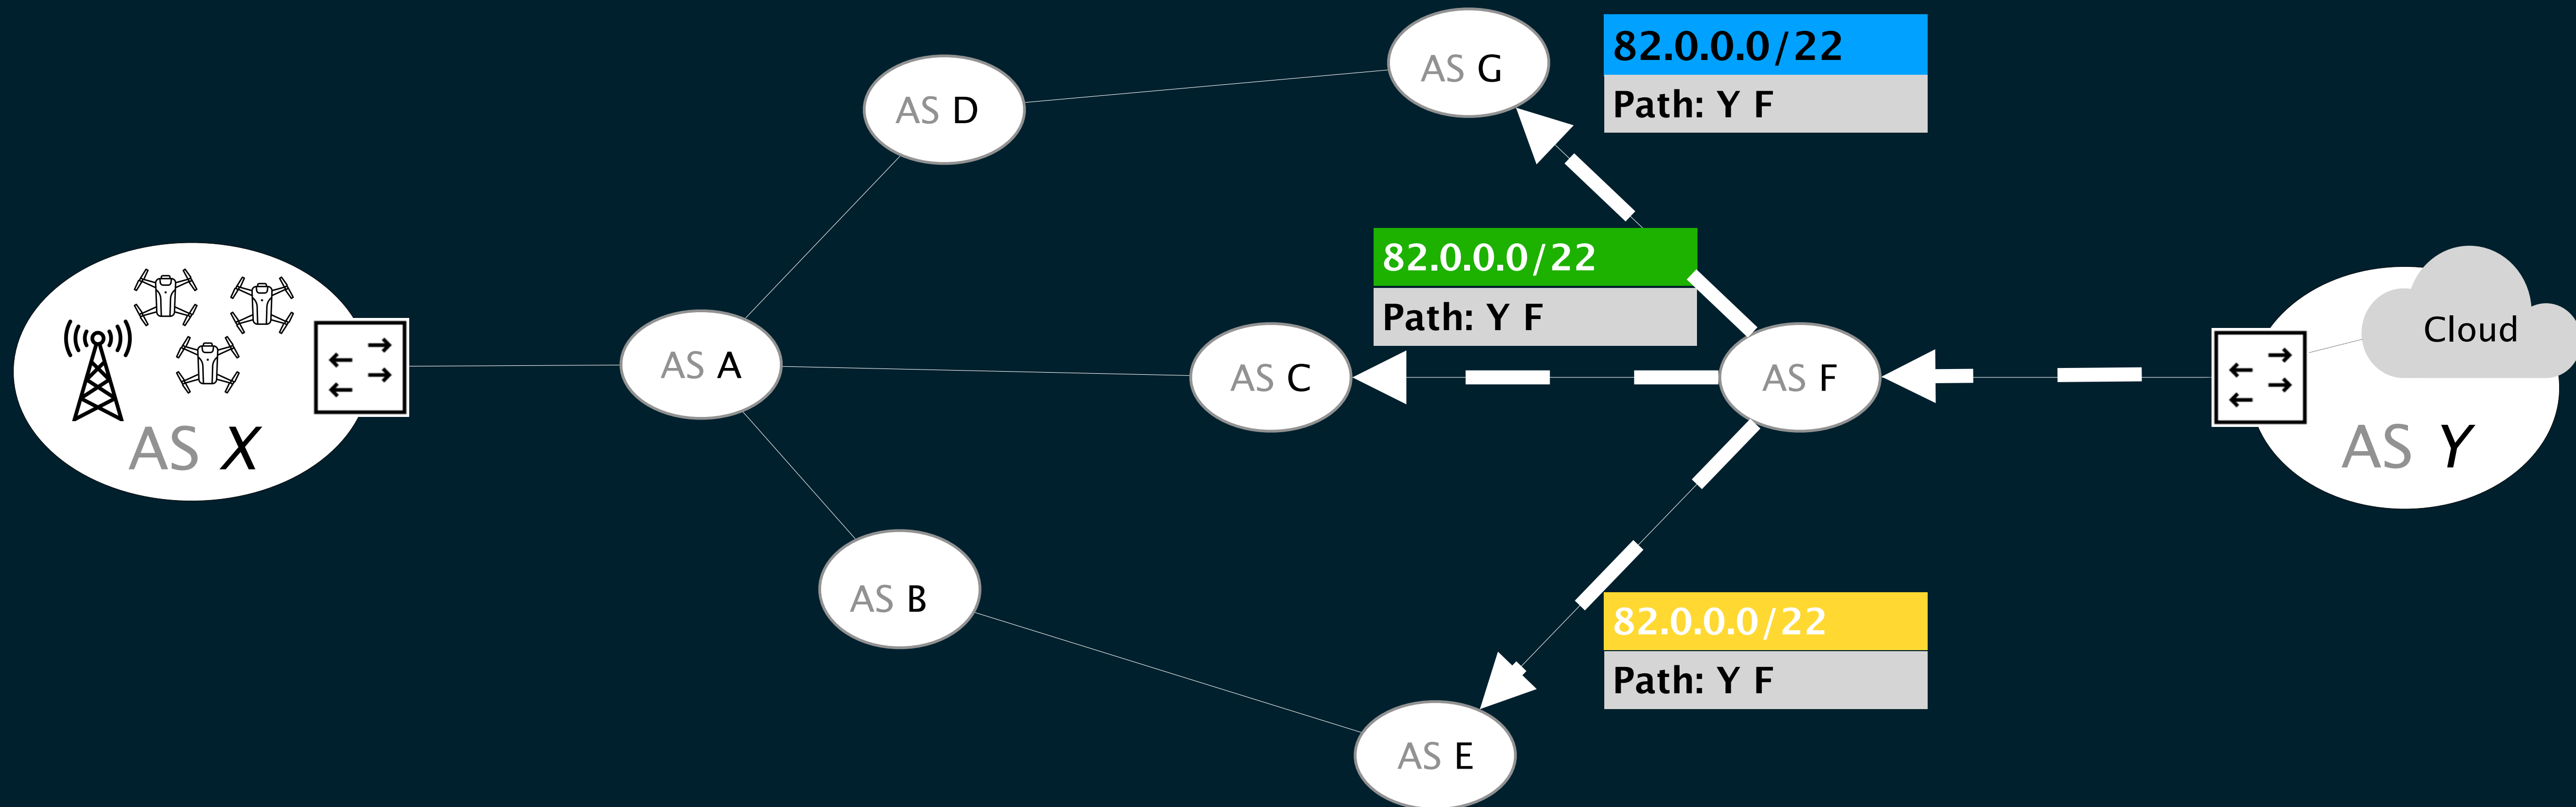 AS G
82.0.0.0/22
Path: Y F
AS D
82.0.0.0/22
Path: Y F
AS X
AS A
AS C
AS F
Cloud
AS Y
AS B
82.0.0.0/22
Path: Y F
AS E